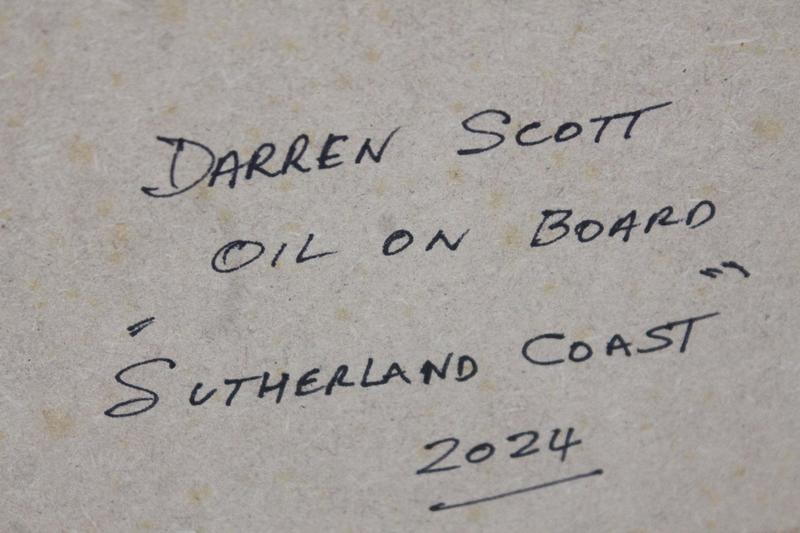 DARREN SCOTT
OIL ON BOARD
"SUTHERLAND COAST"
2024